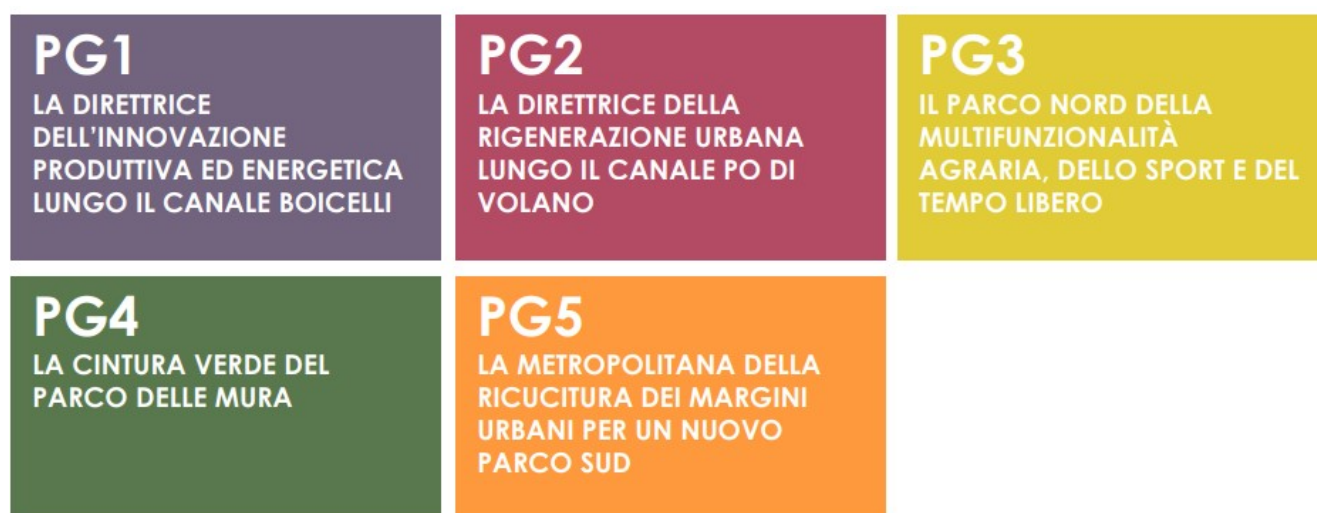 PG1
LA DIRETTRICE
DELL'INNOVAZIONE
PRODUTTIVA ED ENERGETICA
LUNGO IL CANALE BOICELLI
PG2
LA DIRETTRICE DELLA
RIGENERAZIONE URBANA
LUNGO IL CANALE PO DI
VOLANO
PG3
IL PARCO NORD DELLA
MULTIFUNZIONALITÀ
AGRARIA, DELLO SPORT E DEL
TEMPO LIBERO
PG4
LA CINTURA VERDE DEL
PARCO DELLE MURA
PG5
LA METROPOLITANA DELLA
RICUCITURA DEI MARGINI
URBANI PER UN NUOVO
PARCO SUD